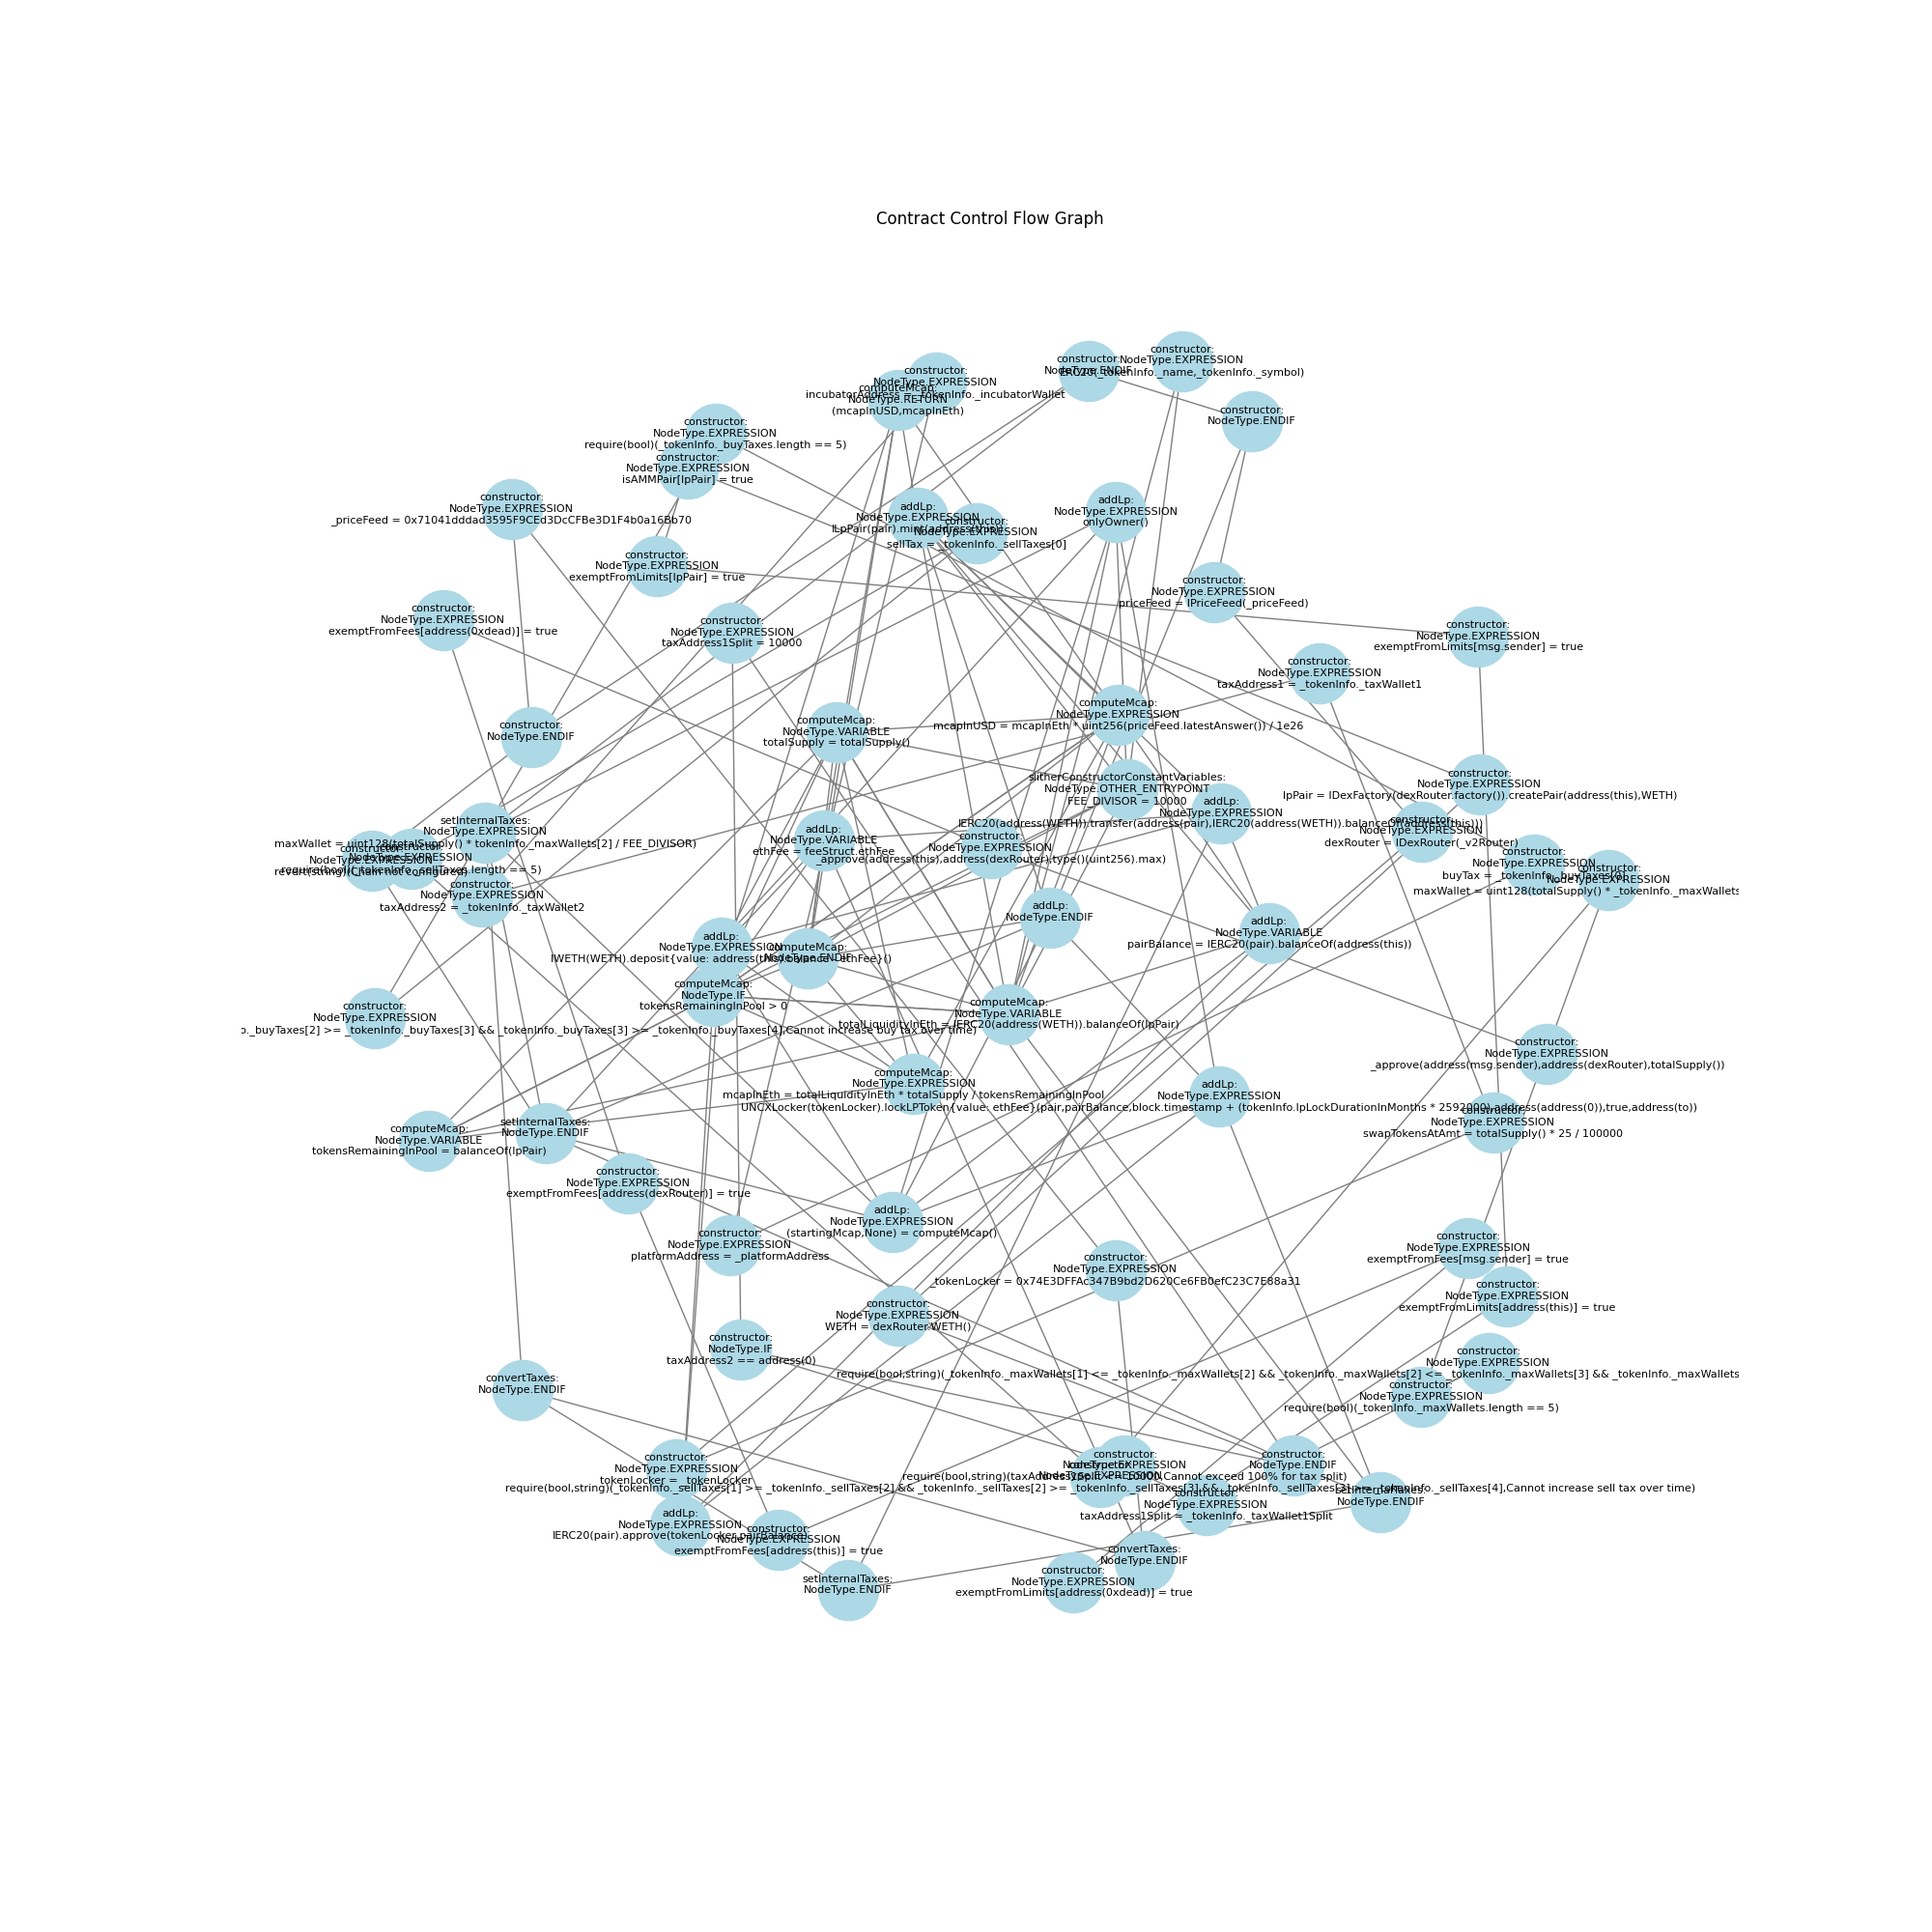 Contract Control Flow Graph
constructor:
NodeType.EXPRESSION
ERC20(_tokenInfo._name,_tokenInfo._symbol)
constructor:
NodeType.ENDIF
constructor:
NodeType.EXPRESSION
incubatorAddress = _tokenInfo._incubatorWallet
computeMcap:
NodeType.RETURN
(mcapInUSD,mcapInEth)
constructor:
NodeType.ENDIF
constructor:
NodeType.EXPRESSION
require(bool)(_tokenInfo._buyTaxes.length == 5)
constructor:
NodeType.EXPRESSION
isAMMPair[lpPair] = true
constructor:
NodeType.EXPRESSION
_priceFeed = 0x71041dddad3595F9CEd3DcCFBe3D1F4b0a16Bb70
addLp:
NodeType.EXPRESSION
ILpPair(pair).mint(address(this))
constructor:
NodeType.EXPRESSION
sellTax = _tokenInfo._sellTaxes[0]
addLp:
NodeType.EXPRESSION
onlyOwner()
constructor:
NodeType.EXPRESSION
exemptFromLimits[lpPair] = true
constructor:
NodeType.EXPRESSION
priceFeed = IPriceFeed(_priceFeed)
constructor:
NodeType.EXPRESSION
exemptFromFees[address(0xdead)] = true
constructor:
NodeType.EXPRESSION
taxAddress1Split = 10000
constructor:
NodeType.EXPRESSION
exemptFromLimits[msg.sender] = true
constructor:
NodeType.EXPRESSION
taxAddress1 = _tokenInfo._taxWallet1
computeMcap:
NodeType.EXPRESSION
mcapInUSD = mcapInEth * uint256(priceFeed.latestAnswer()) / 1e26
computeMcap:
NodeType.VARIABLE
totalSupply = totalSupply()
constructor:
NodeType.ENDIF
slitherConstructorConstantVariables:
NodeType.OTHER_ENTRYPOINT
FEE_DIVISOR = 10000
constructor:
NodeType.EXPRESSION
lpPair = IDexFactory(dexRouter.factory()).createPair(address(this),WETH)
addLp:
NodeType.EXPRESSION
IERC20(address(WETH)).transfer(address(pair),IERC20(address(WETH)).balanceOf(address(this)))
setInternalTaxes:
NodeType.EXPRESSION
maxWallet = uint128(totalSupply() * tokenInfo._maxWallets[2] / FEE_DIVISOR)
addLp:
NodeType.VARIABLE
ethFee = feeStruct.ethFee
constructor:
NodeType.EXPRESSION
_approve(address(this),address(dexRouter),type()(uint256).max)
constructor:
NodeType.EXPRESSION
dexRouter = IDexRouter(_v2Router)
constructor:
NodeType.EXPRESSION
revert(string)(Chain not configured)
constructor:
NodeType.EXPRESSION
require(bool)(_tokenInfo._sellTaxes.length == 5)
constructor:
NodeType.EXPRESSION
buyTax = _tokenInfo._buyTaxes[0]
constructor:
NodeType.EXPRESSION
maxWallet = uint128(totalSupply() * _tokenInfo._maxWallets
constructor:
NodeType.EXPRESSION
taxAddress2 = _tokenInfo._taxWallet2
addLp:
NodeType.ENDIF
addLp:
NodeType.VARIABLE
pairBalance = IERC20(pair).balanceOf(address(this))
addLp:
NodeType.EXPRESSION
IWETH(WETH).deposit{value: address(this).balance - ethFee}()
computeMcap:
NodeType.ENDIF
computeMcap:
NodeType.IF
tokensRemainingInPool > 0
computeMcap:
NodeType.VARIABLE
totalLiquidityInEth = IERC20(address(WETH)).balanceOf(lpPair)
constructor:
NodeType.EXPRESSION
o._buyTaxes[2] >= _tokenInfo._buyTaxes[3] && _tokenInfo._buyTaxes[3] >= _tokenInfo._buyTaxes[4],Cannot increase buy tax over time)
constructor:
NodeType.EXPRESSION
_approve(address(msg.sender),address(dexRouter),totalSupply())
computeMcap:
NodeType.EXPRESSION
mcapInEth = totalLiquidityInEth * totalSupply / tokensRemainingInPool
addLp:
NodeType.EXPRESSION
UNCXLocker(tokenLocker).lockLPToken{value: ethFee}(pair,pairBalance,block.timestamp + (tokenInfo.lpLockDurationInMonths * 2592000),address(address(0)),true,address(to))
constructor:
NodeType.EXPRESSION
swapTokensAtAmt = totalSupply() * 25 / 100000
setInternalTaxes:
NodeType.ENDIF
computeMcap:
NodeType.VARIABLE
tokensRemainingInPool = balanceOf(lpPair)
constructor:
NodeType.EXPRESSION
exemptFromFees[address(dexRouter)] = true
addLp:
NodeType.EXPRESSION
(startingMcap,None) = computeMcap()
constructor:
NodeType.EXPRESSION
platformAddress = _platformAddress
constructor:
NodeType.EXPRESSION
exemptFromFees[msg.sender] = true
constructor:
NodeType.EXPRESSION
_tokenLocker = 0x74E3DFFAc347B9bd2D620Ce6FB0efC23C7E88a31
constructor:
NodeType.EXPRESSION
exemptFromLimits[address(this)] = true
constructor:
NodeType.EXPRESSION
WETH = dexRouter.WETH()
constructor:
NodeType.IF
taxAddress2 == address(0)
constructor:
NodeType.EXPRESSION
require(bool,string)(_tokenInfo._maxWallets[1] <= _tokenInfo._maxWallets[2] && _tokenInfo._maxWallets[2] <= _tokenInfo._maxWallets[3] && _tokenInfo._maxWallets
convertTaxes:
NodeType.ENDIF
constructor:
NodeType.EXPRESSION
require(bool)(_tokenInfo._maxWallets.length == 5)
constructor:
NodeType.EXPRESSION
tokenLocker = _tokenLocker
constructor:
NodeType.EXPRESSION
require(bool,string)(taxAddress1Split <= 10000,Cannot exceed 100% for tax split)
constructor:
NodeType.EXPRESSION
require(bool,string)(_tokenInfo._sellTaxes[1] >= _tokenInfo._sellTaxes[2] && _tokenInfo._sellTaxes[2] >= _tokenInfo._sellTaxes[3] && _tokenInfo._sellTaxes[3] >= _tokenInfo._sellTaxes[4],Cannot increase sell tax over time)
constructor:
NodeType.ENDIF
setInternalTaxes:
NodeType.ENDIF
constructor:
NodeType.EXPRESSION
taxAddress1Split = _tokenInfo._taxWallet1Split
addLp:
NodeType.EXPRESSION
IERC20(pair).approve(tokenLocker,pairBalance)
constructor:
NodeType.EXPRESSION
exemptFromFees[address(this)] = true
convertTaxes:
NodeType.ENDIF
setInternalTaxes:
NodeType.ENDIF
constructor:
NodeType.EXPRESSION
exemptFromLimits[address(0xdead)] = true